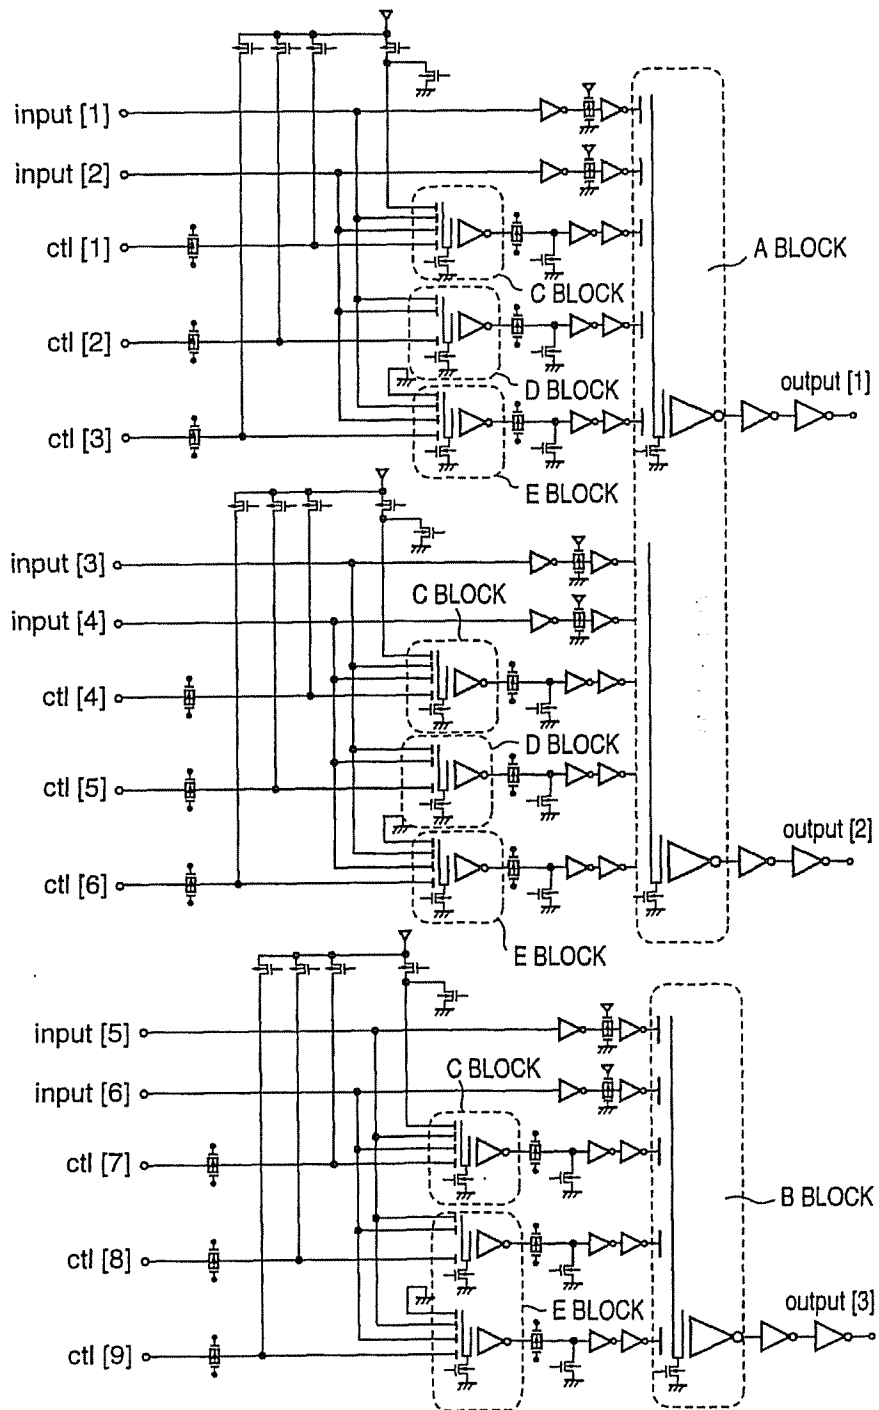 input [1]
input [2]
ctl [1]
A BLOCK
C BLOCK
ctl [2]
D BLOCK
output [1]
ctl [3]
E BLOCK
input [3]
C BLOCK
input [4]
ctl [4]
D BLOCK
ctl [5]
output [2]
ctl [6]
E BLOCK
input [5]
C BLOCK
input [6]
ctl [7]
B BLOCK
ctl [8]
E BLOCK
output [3]
ctl [9]